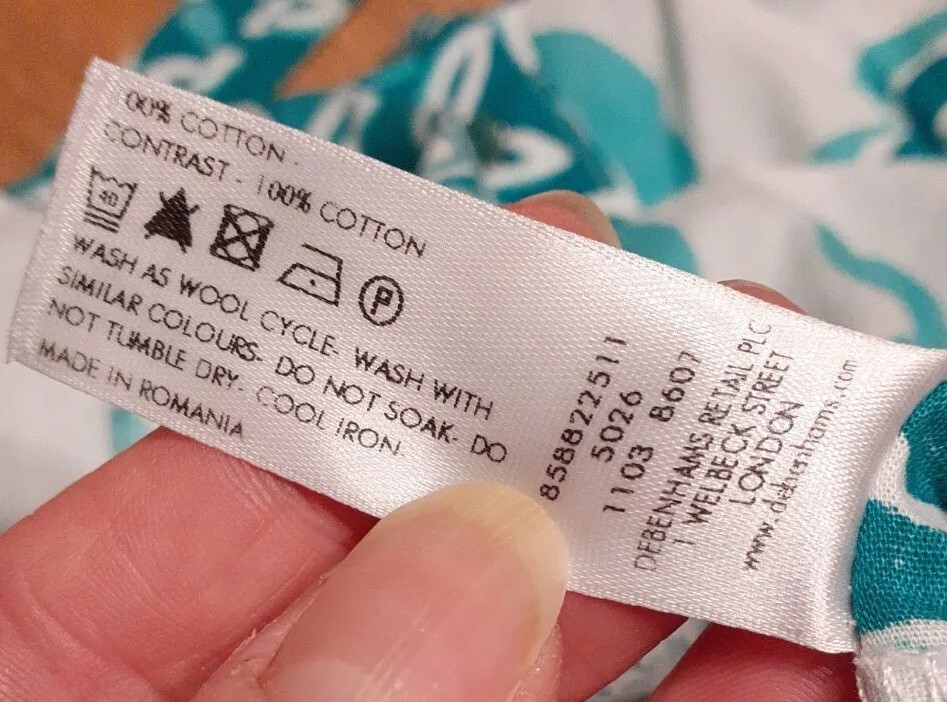 00% COTTON -
CONTRAST - 100% COTTON
40
P
WASH AS WOOL CYCLE- WASH WITH
SIMILAR COLOURS- DO NOT SOAK- DO
NOT TUMBLE DRY- COOL IRON
MADE IN ROMANIA
85882251 1
5026
1103 8607
DEBENHAMS RETAIL PLC
1 WELBECK STREET
LONDON
www.debenhams.com